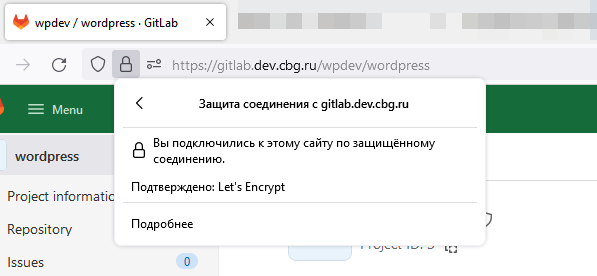 wpdev / wordpress · GitLab
https://gitlab.dev.cbg.ru/wpdev/wordpress
Menu
Защита соединения с gitlab.dev.cbg.ru
wordpress
Вы подключились к этому сайту по защищённому
соединению.
Подтверждено: Let's Encrypt
Project informatio
Repository
Подробнее
Project ID: 5
Issues 0